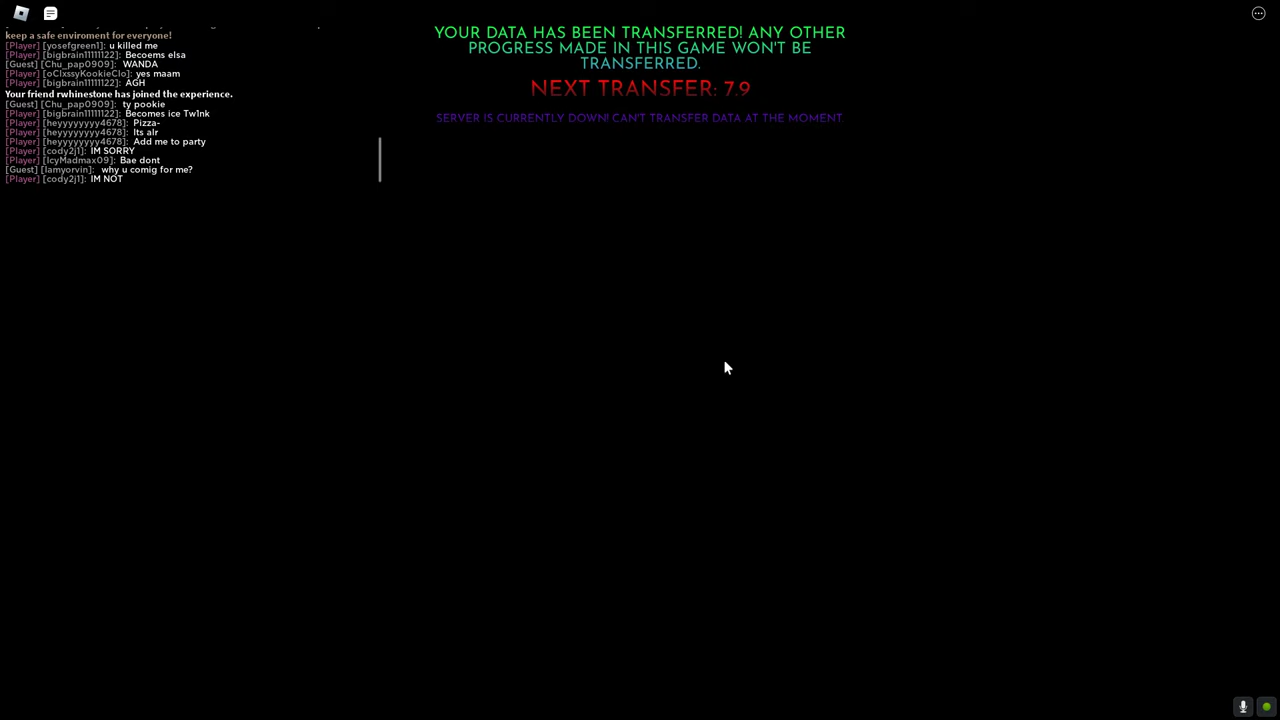 keep a safe enviroment for everyone!
[Player] [yosefgreen1]: u killed me
[Player] [bigbrain11111122]: Becoems elsa
[Guest] [Chu_pap0909]: WANDA
[Player] [oClxssyKookieClo]: yes maam
[Player] [bigbrain11111122]: AGH
Your friend rwhinestone has joined the experience.
[Guest] [Chu_pap0909]: ty pookie
[Player] [bigbrain11111122]: Becomes ice Tw1nk
[Player] [heyyyyyyyy4678]: Pizza-
[Player] [heyyyyyyyy4678]: Its alr
[Player] [heyyyyyyyy4678]: Add me to party
[Player] [cody2j1]: IM SORRY
[Player] [IcyMadmax09]: Bae dont
[Guest] [Iamyorvin]: why u comig for me?
[Player] [cody2j1]: IM NOT
YOUR DATA HAS BEEN TRANSFERRED! ANY OTHER
PROGRESS MADE IN THIS GAME WON'T BE
TRANSFERRED.
NEXT TRANSFER: 7.9
SERVER IS CURRENTLY DOWN! CAN'T TRANSFER DATA AT THE MOMENT